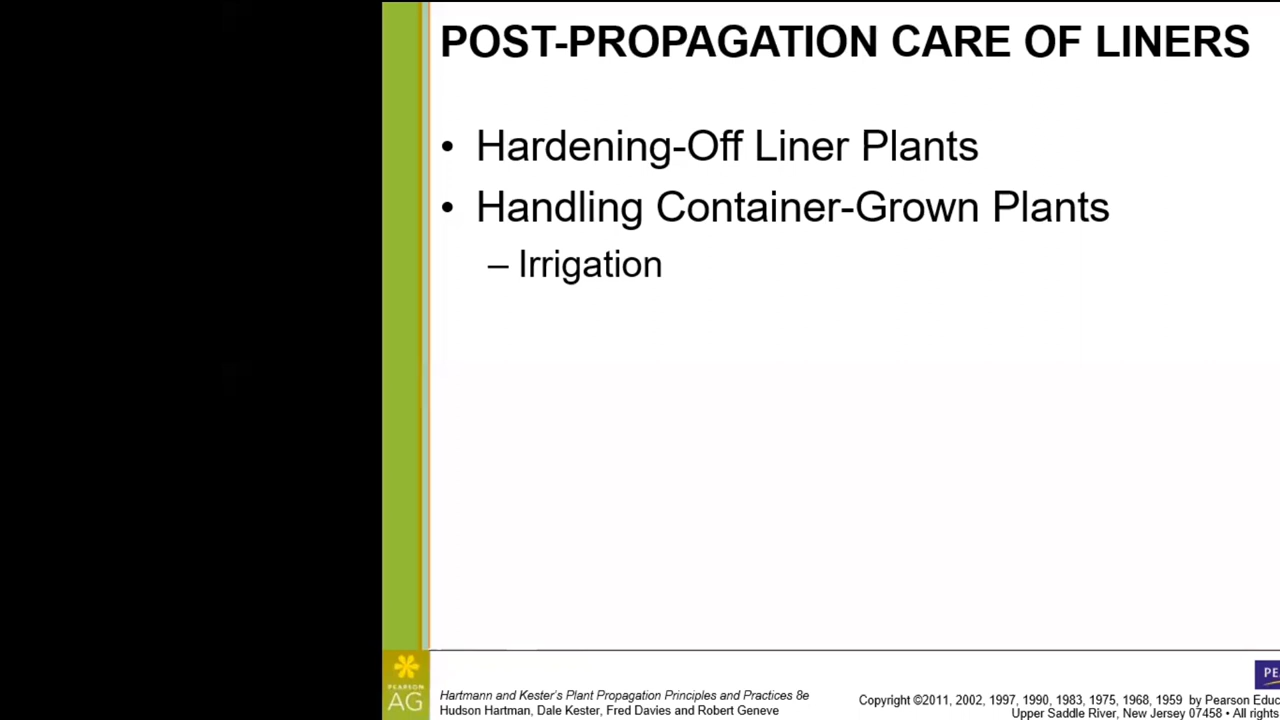 POST-PROPAGATION CARE OF LINERS
• Hardening-Off Liner Plants
• Handling Container-Grown Plants
– Irrigation
PEARSON
AG
Hartmann and Kester's Plant Propagation Principles and Practices 8e
Hudson Hartman, Dale Kester, Fred Davies and Robert Geneve
PE
Copyright ©2011, 2002, 1997, 1990, 1983, 1975, 1968, 1959 by Pearson Educ
Upper Saddle River, New Jersey 07458 • All rights